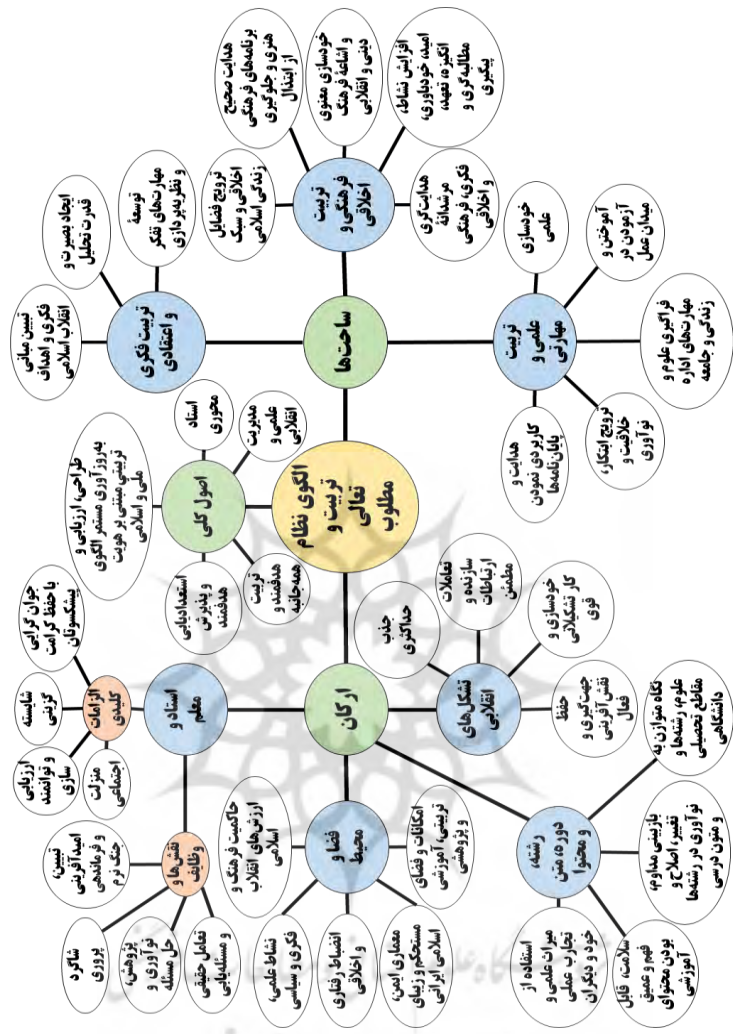 الگوی نظام
تربیت و
تعالی
مطلوب
اصول کلی
طراحی، ارزیابی و
به‌روزآوری مستمر الگوی
تربیتی مبتنی بر هویت
ملی و اسلامی
استاد
محوری
مدیریت
علمی و
انقلابی
تربیت
هدفمند و
همه‌جانبه
استعدادیابی
و پذیرش
هدفمند
ساحت‌ها
تربیت فکری
و اعتقادی
تبیین مبانی
فکری و اهداف
انقلاب اسلامی
ایجاد بصیرت و
قدرت تحلیل
توسعۀ
مهارت‌های تفکر
و نظریه‌پردازی
تربیت
فرهنگی و
اخلاقی
ترویج فضایل
اخلاقی و سبک
زندگی اسلامی
هدایت صحیح
برنامه‌های فرهنگی
هنری و جلوگیری
از ابتذال
خودسازی معنوی
و اشاعۀ فرهنگ
دینی و انقلابی
افزایش نشاط،
امید، خودباوری،
انگیزه، تعهد،
مطالبه‌گری و
پیگیری
هدایت‌گری
مرشدانۀ
فکری، فرهنگی
و اخلاقی
تربیت
علمی و
مهارتی
خودسازی
علمی
آموختن و
آزمودن در
میدان عمل
فراگیری علوم و
مهارت‌های اداره
زندگی و جامعه
ترویج ابتکار،
خلاقیت و
نوآوری
هدایت و
کاربردی نمودن
پایان‌نامه‌ها
ارکان
استاد و
معلم
الزامات
کلیدی
جوان گرایی
با حفظ کرامت
پیشکسوتان
شایسته
گزینی
ارزیابی
و توانمند
سازی
منزلت
اجتماعی
نقش‌ها و
وظایف
تبیین،
امیدآفرینی
و فرماندهی
جنگ نرم
شاگرد
پروری
پژوهش،
نوآوری و
حل مسئله
تعامل حقیقی
و مسئله‌یابی
فضا و
محیط
حاکمیت فرهنگ و
ارزش‌های انقلاب
اسلامی
نشاط علمی،
فکری و سیاسی
انضباط رفتاری
و اخلاقی
معماری ایمن،
مستحکم و زیبای
اسلامی ایرانی
امکانات و فضای
تربیتی، آموزشی
و پژوهشی
تشکل‌های
انقلابی
جذب
حداکثری
تعاملات
سازنده و
ارتباطات
مطمئن
خودسازی و
کار تشکیلاتی
قوی
حفظ
جهت‌گیری و
نقش آفرینی
فعال
رشته،
دوره، متن
و محتوا
نگاه متوازن به
علوم، رشته‌ها و
مقاطع تحصیلی
دانشگاهی
بازبینی مداوم،
تغییر، اصلاح و
نوآوری در رشته‌ها
و متون درسی
سلامت، قابل
فهم و عمیق
بودن محتوای
آموزشی
استفاده از
میراث علمی و
تجارب عملی
خود و دیگران